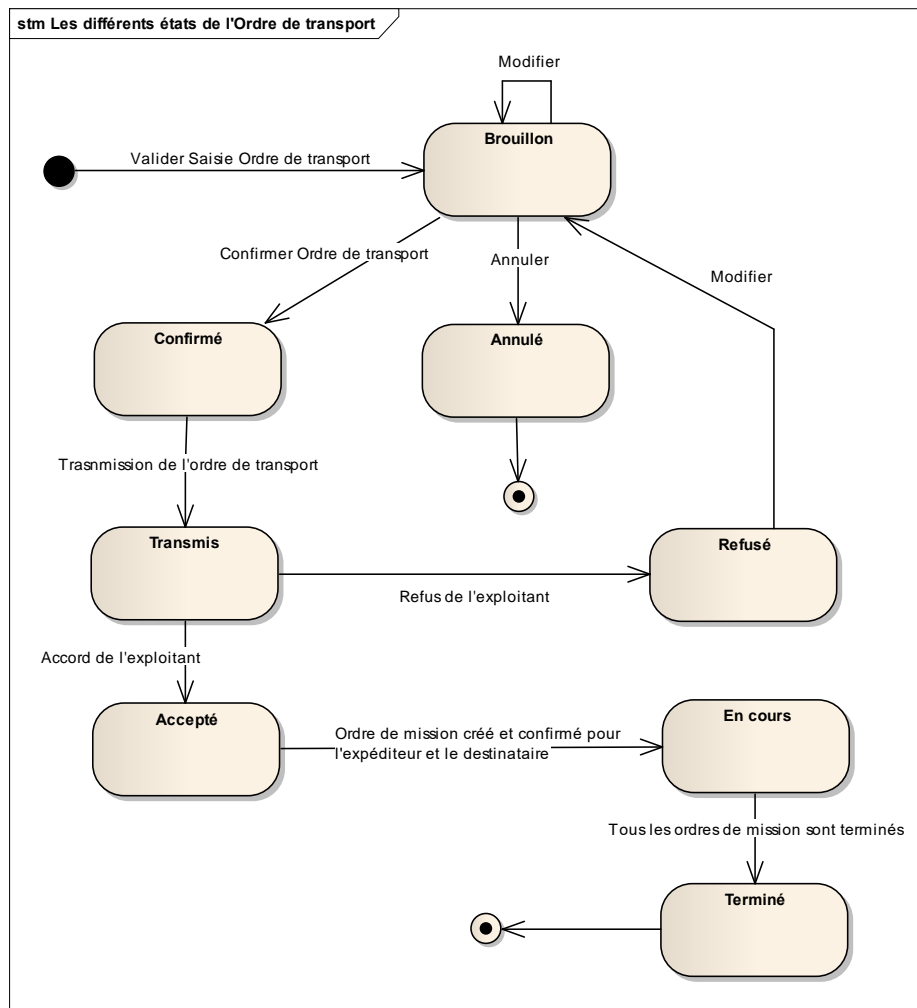 stm Les différents états de l'Ordre de transport
Modifier
Brouillon
Valider Saisie Ordre de transport
Confirmer Ordre de transport
Annuler
Modifier
Confirmé
Annulé
Trasnmission de l'ordre de transport
Transmis
Refusé
Refus de l'exploitant
Accord de l'exploitant
Accepté
En cours
Ordre de mission créé et confirmé pour
l'expéditeur et le destinataire
Tous les ordres de mission sont terminés
Terminé